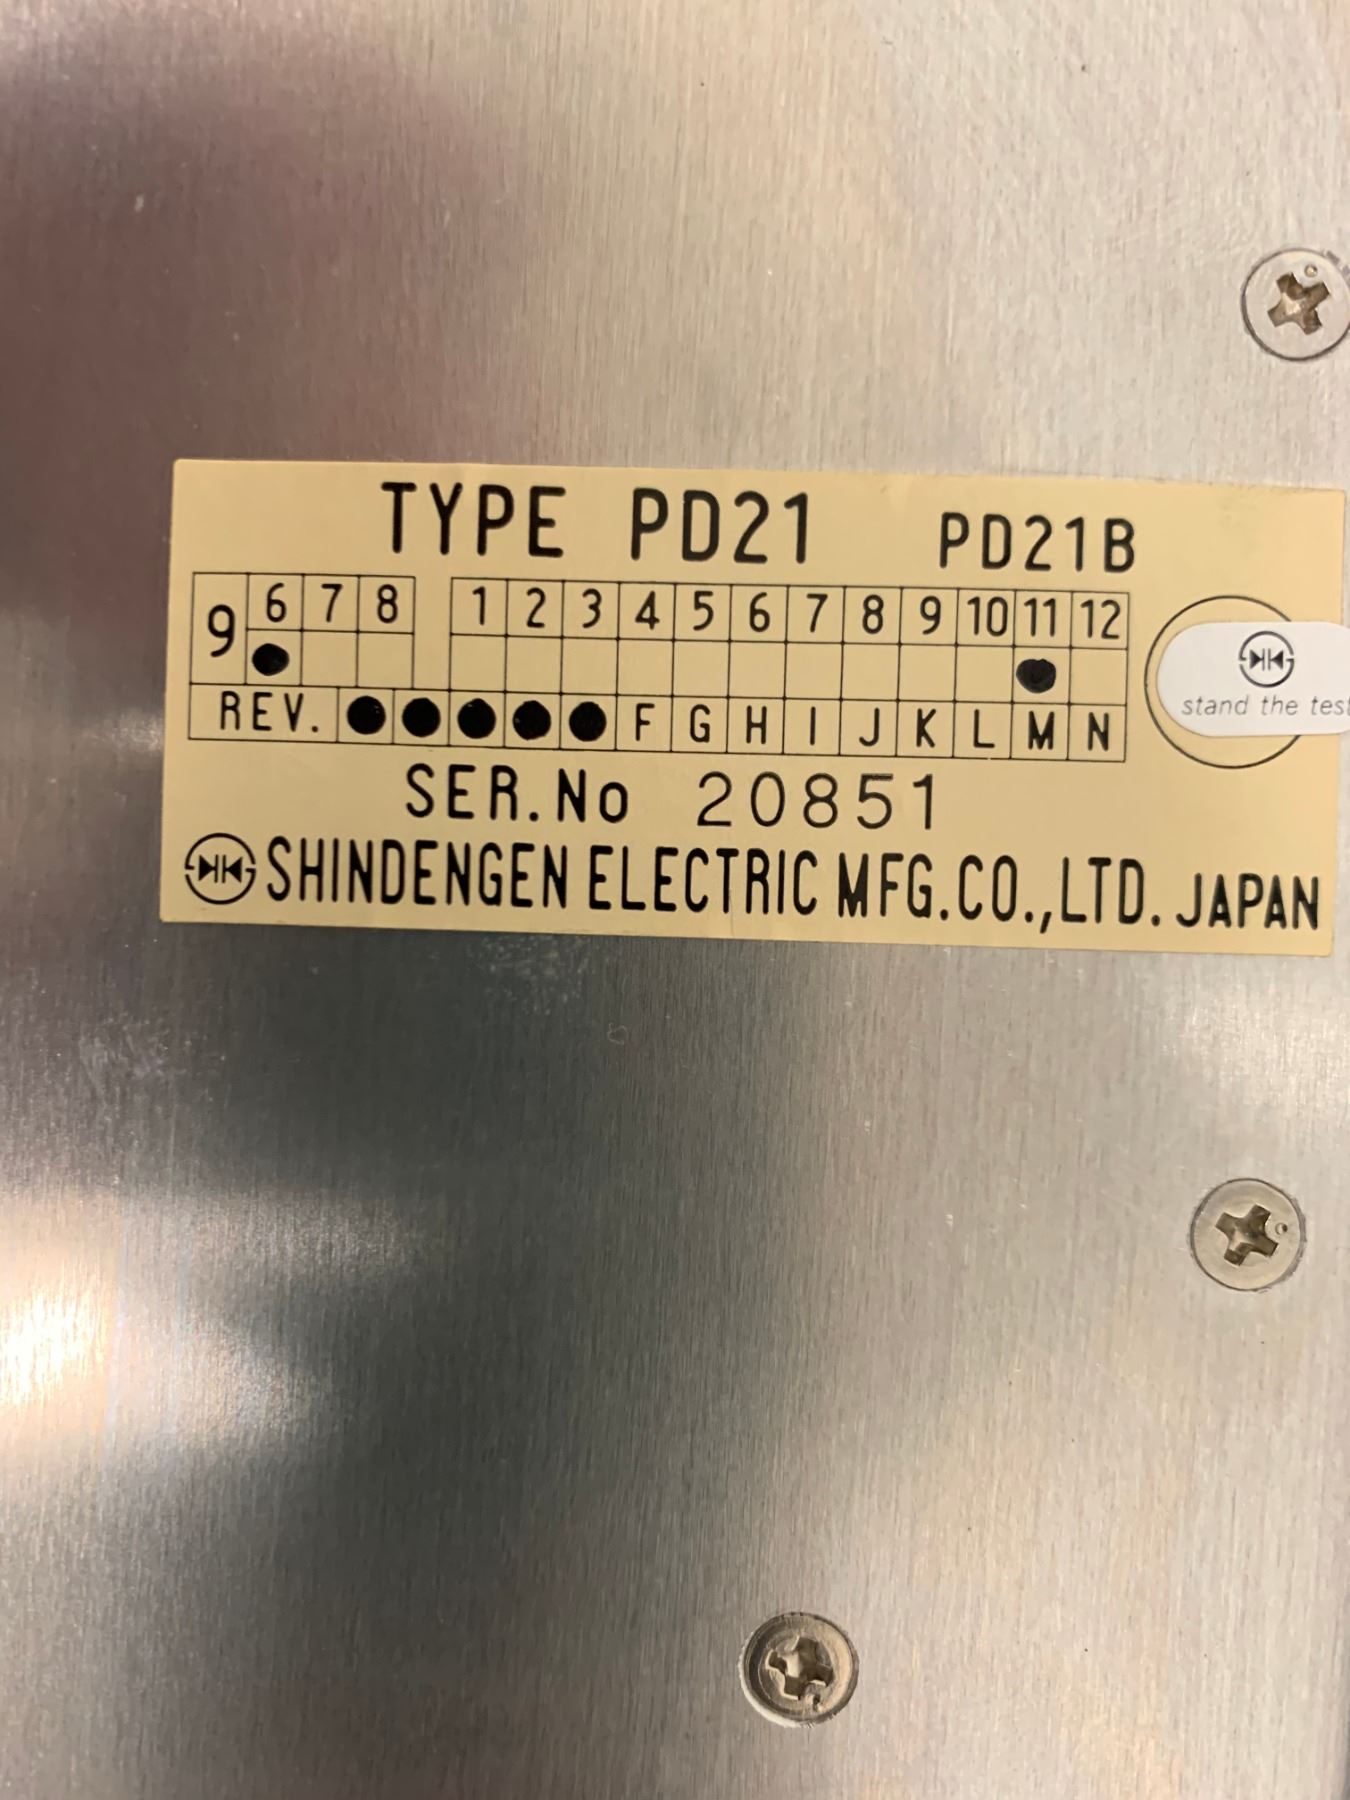 TYPE PD21 PD21B
9 6 7 8 1 2 3 4 5 6 7 8 9 10 11 12
REV. F G H I J K L M N
SER.No 20851
SHINDENGEN ELECTRIC MFG.CO.,LTD. JAPAN
stand the test